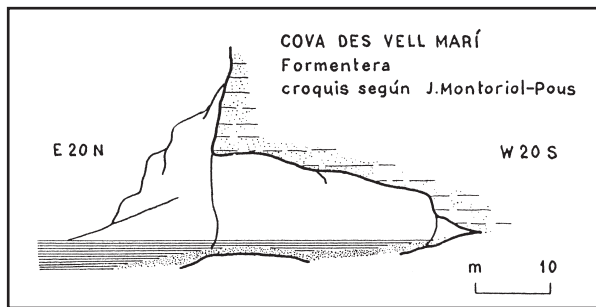 COVA DES VELL MARÍ
Formentera
croquis según J.Montoriol-Pous
E 20 N
W 20 S
m 10